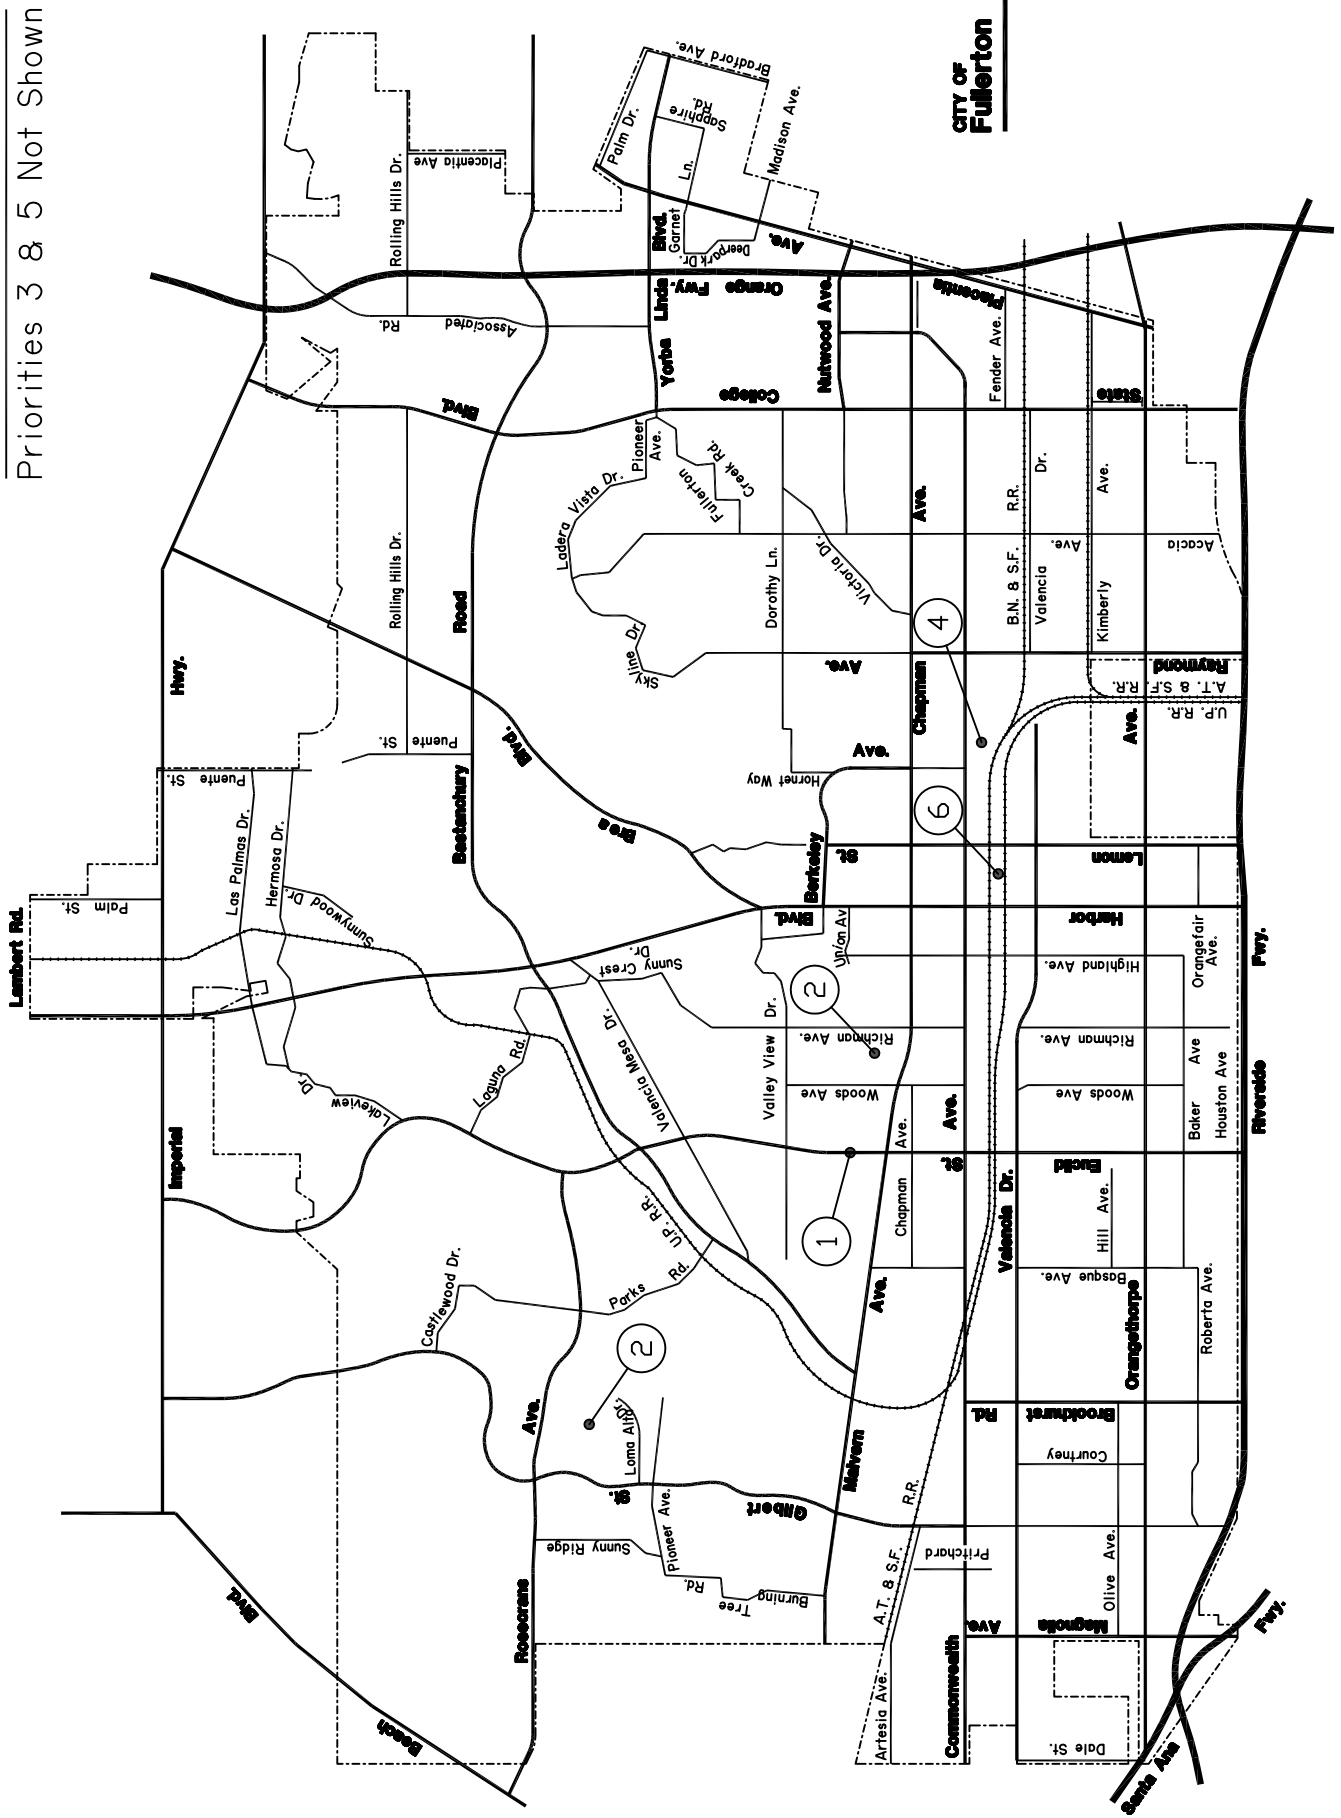 Priorities 3 & 5 Not Shown
CITY OF
Fullerton
Lambert Rd.
Palm St.
Puente St.
Las Palmas Dr.
Hermosa Dr.
Sunnywood Dr.
Imperial
Hwy.
Lakeview Dr.
Laguna Rd.
Rolling Hills Dr.
Rolling Hills Dr.
Placentia Ave
Associated Rd.
Puente St.
Bastanchury
Road
Brea
Blvd.
Blvd.
Skyline Dr.
Ladera Vista Dr.
Pioneer Ave.
Fullerton
Creek Rd.
Yorba
Linda
Blvd.
Palm Dr.
Bradford Ave.
Sapphire Rd.
Garnet
Ln.
Deerpark Dr.
Madison Ave.
Ave.
Placentia
Orange
Fwy.
College
Nutwood Ave.
State
Dorothy Ln.
Victoria Dr.
Hornet Way
Berkeley
Ave.
Ave.
Raymond
Chapman
Ave.
Fender Ave.
B.N. & S.F.
R.R.
Valencia
Dr.
Kimberly
Ave.
Acacia
Ave.
A.T. & S.F. R.R.
U.P. R.R.
Ave.
Lemon
St.
Harbor
Blvd.
Union Av
Highland Ave.
Orangefair
Ave.
Riverside
Fwy.
Sunny Crest
Dr.
Valencia Mesa Dr.
Valley View Dr.
Richman Ave.
Richman Ave.
Woods Ave
Woods Ave
Baker Ave
Houston Ave
Euclid
St.
Chapman Ave.
Ave.
Valencia Dr.
Hill Ave.
Basque Ave.
Roberta Ave.
Orangethorpe
U.P. R.R.
Parks Rd.
Castlewood Dr.
Rosecrans
Ave.
Loma Alta
Dr.
Gilbert
St.
Pioneer Ave.
Sunny Ridge
Burning
Tree
Rd.
Malvern
Ave.
A.T. & S.F.
R.R.
Pritchard
Brookhurst
Rd.
Courtney
Olive Ave.
Magnolia
Ave.
Commonwealth
Artesia Ave.
Dale St.
Santa Ana
Fwy.
Beach
Blvd.
1
2
2
4
6